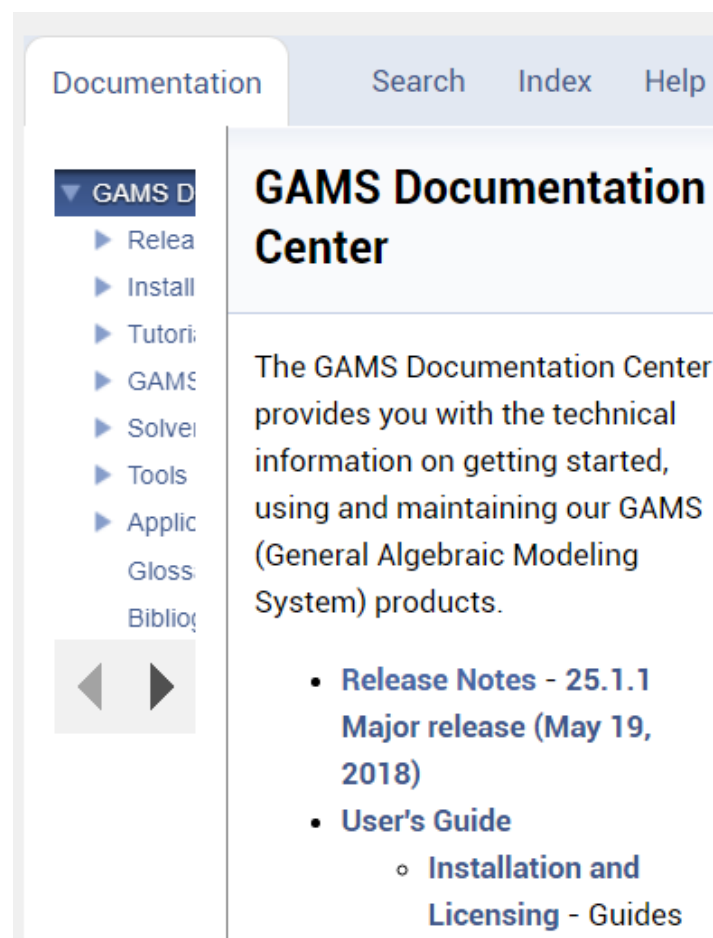 Documentation
Search
Index
Help
GAMS D
Relea
Install
Tutori
GAMS
Solve
Tools
Applic
Gloss
Bibliog
GAMS Documentation
Center
The GAMS Documentation Center
provides you with the technical
information on getting started,
using and maintaining our GAMS
(General Algebraic Modeling
System) products.
Release Notes - 25.1.1
Major release (May 19,
2018)
User's Guide
Installation and
Licensing - Guides